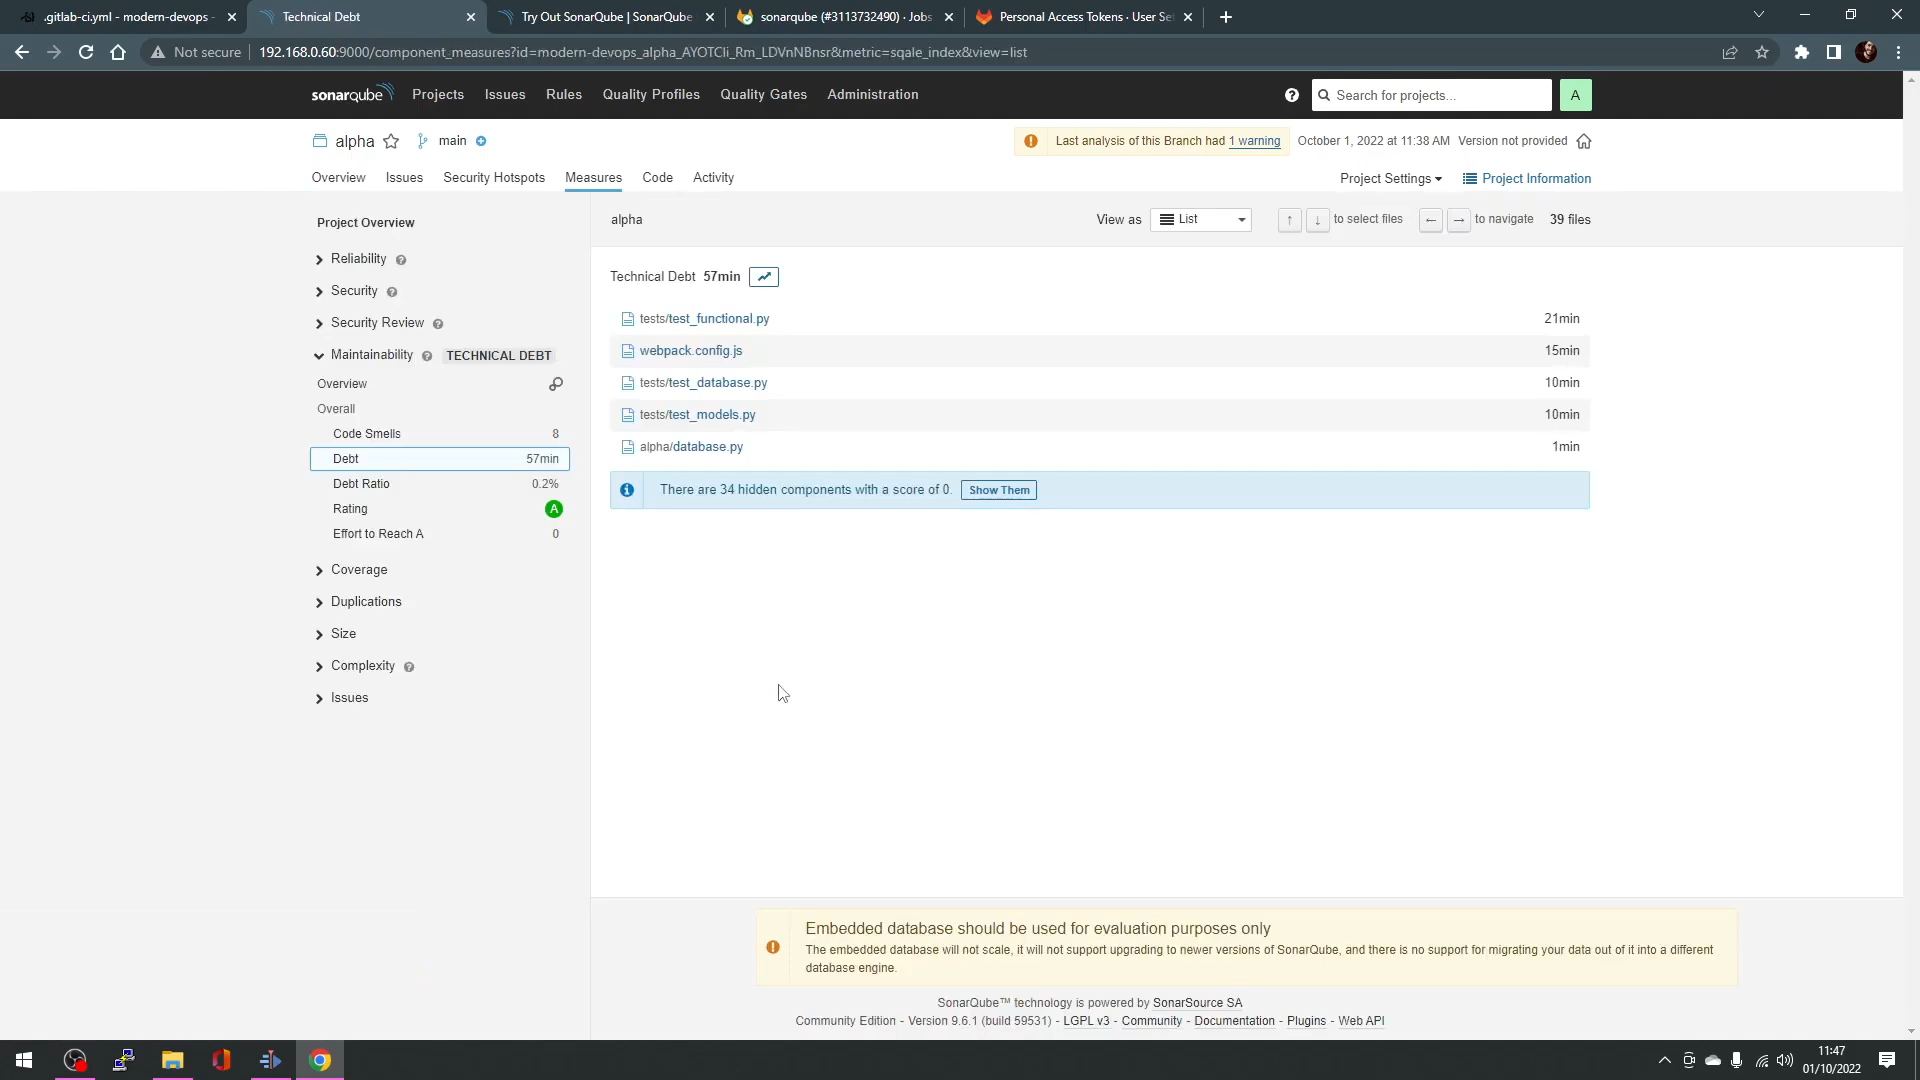 .gitlab-ci.yml - modern-devops -
Technical Debt
Try Out SonarQube | SonarQube
sonarqube (#3113732490) · Jobs
Personal Access Tokens · User Se
Not secure
192.168.0.60:9000/component_measures?id=modern-devops_alpha_AYOTCli_Rm_LDVnNBnsr&metric=sqale_index&view=list
sonarqube
Projects
Issues
Rules
Quality Profiles
Quality Gates
Administration
Search for projects...
A
alpha
main
Last analysis of this Branch had 1 warning
October 1, 2022 at 11:38 AM
Version not provided
Overview
Issues
Security Hotspots
Measures
Code
Activity
Project Settings
Project Information
Project Overview
Reliability
Security
Security Review
Maintainability
TECHNICAL DEBT
Overview
Overall
Code Smells 8
Debt 57min
Debt Ratio 0.2%
Rating A
Effort to Reach A 0
Coverage
Duplications
Size
Complexity
Issues
alpha
View as
List
↑ ↓ to select files
← → to navigate
39 files
Technical Debt 57min
tests/test_functional.py 21min
webpack.config.js 15min
tests/test_database.py 10min
tests/test_models.py 10min
alpha/database.py 1min
There are 34 hidden components with a score of 0. Show Them
Embedded database should be used for evaluation purposes only
The embedded database will not scale, it will not support upgrading to newer versions of SonarQube, and there is no support for migrating your data out of it into a different
database engine.
SonarQube™ technology is powered by SonarSource SA
Community Edition - Version 9.6.1 (build 59531) - LGPL v3 - Community - Documentation - Plugins - Web API
11:47
01/10/2022